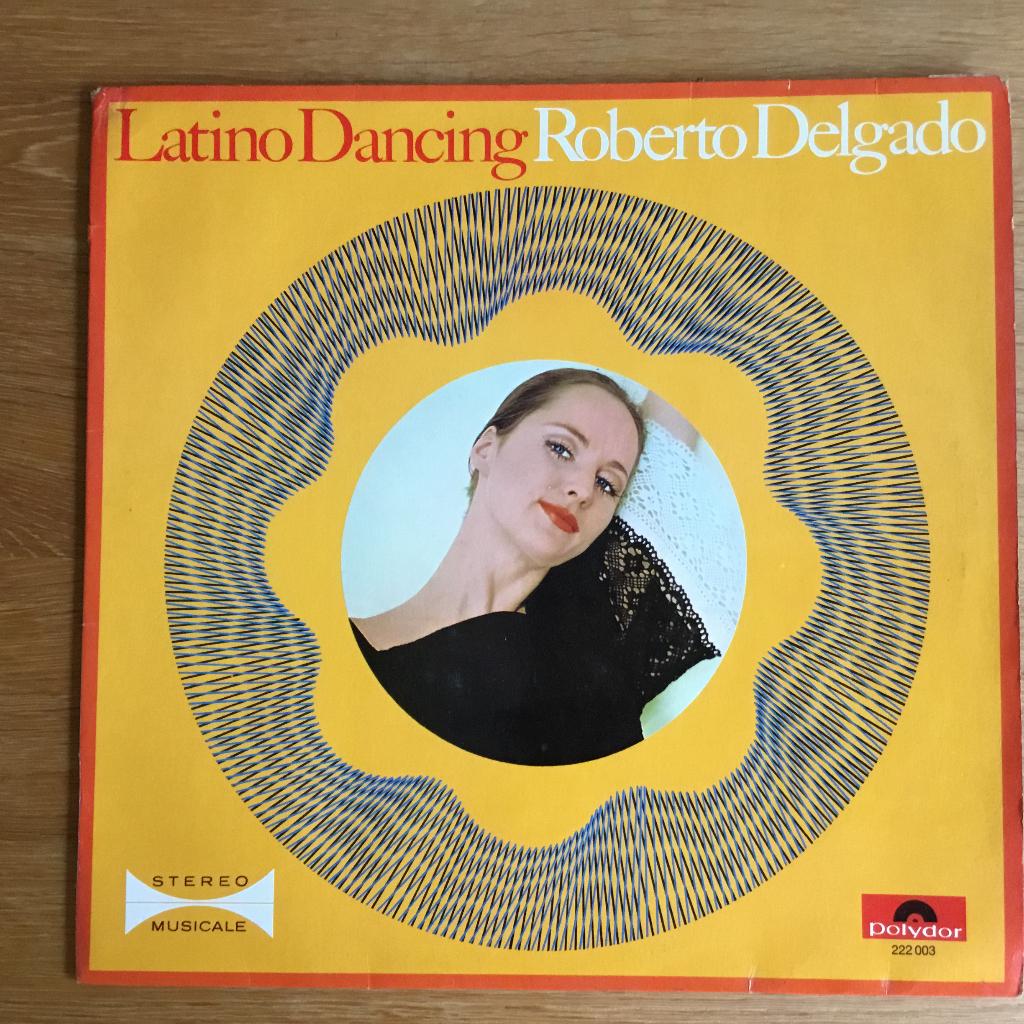 Latino Dancing Roberto Delgado
STEREO
MUSICALE
polydor
222 003